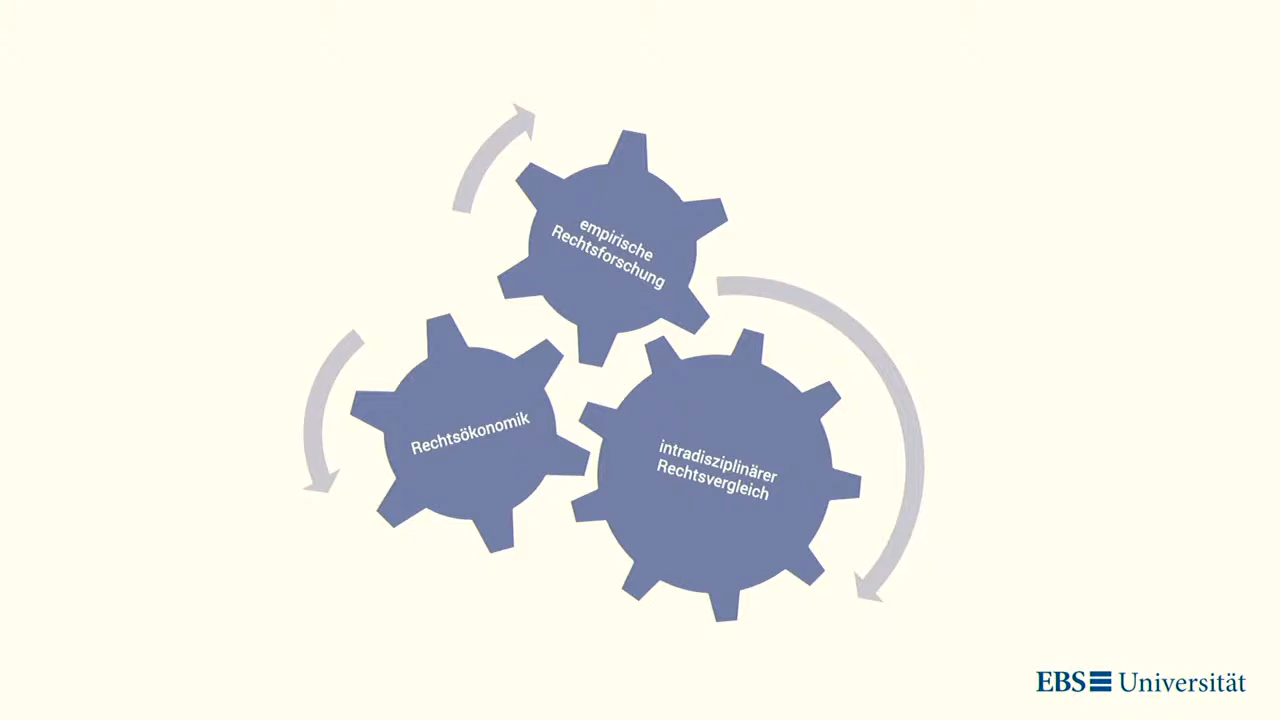 empirische
Rechtsforschung
Rechtsökonomik
intradisziplinärer
Rechtsvergleich
EBS Universität